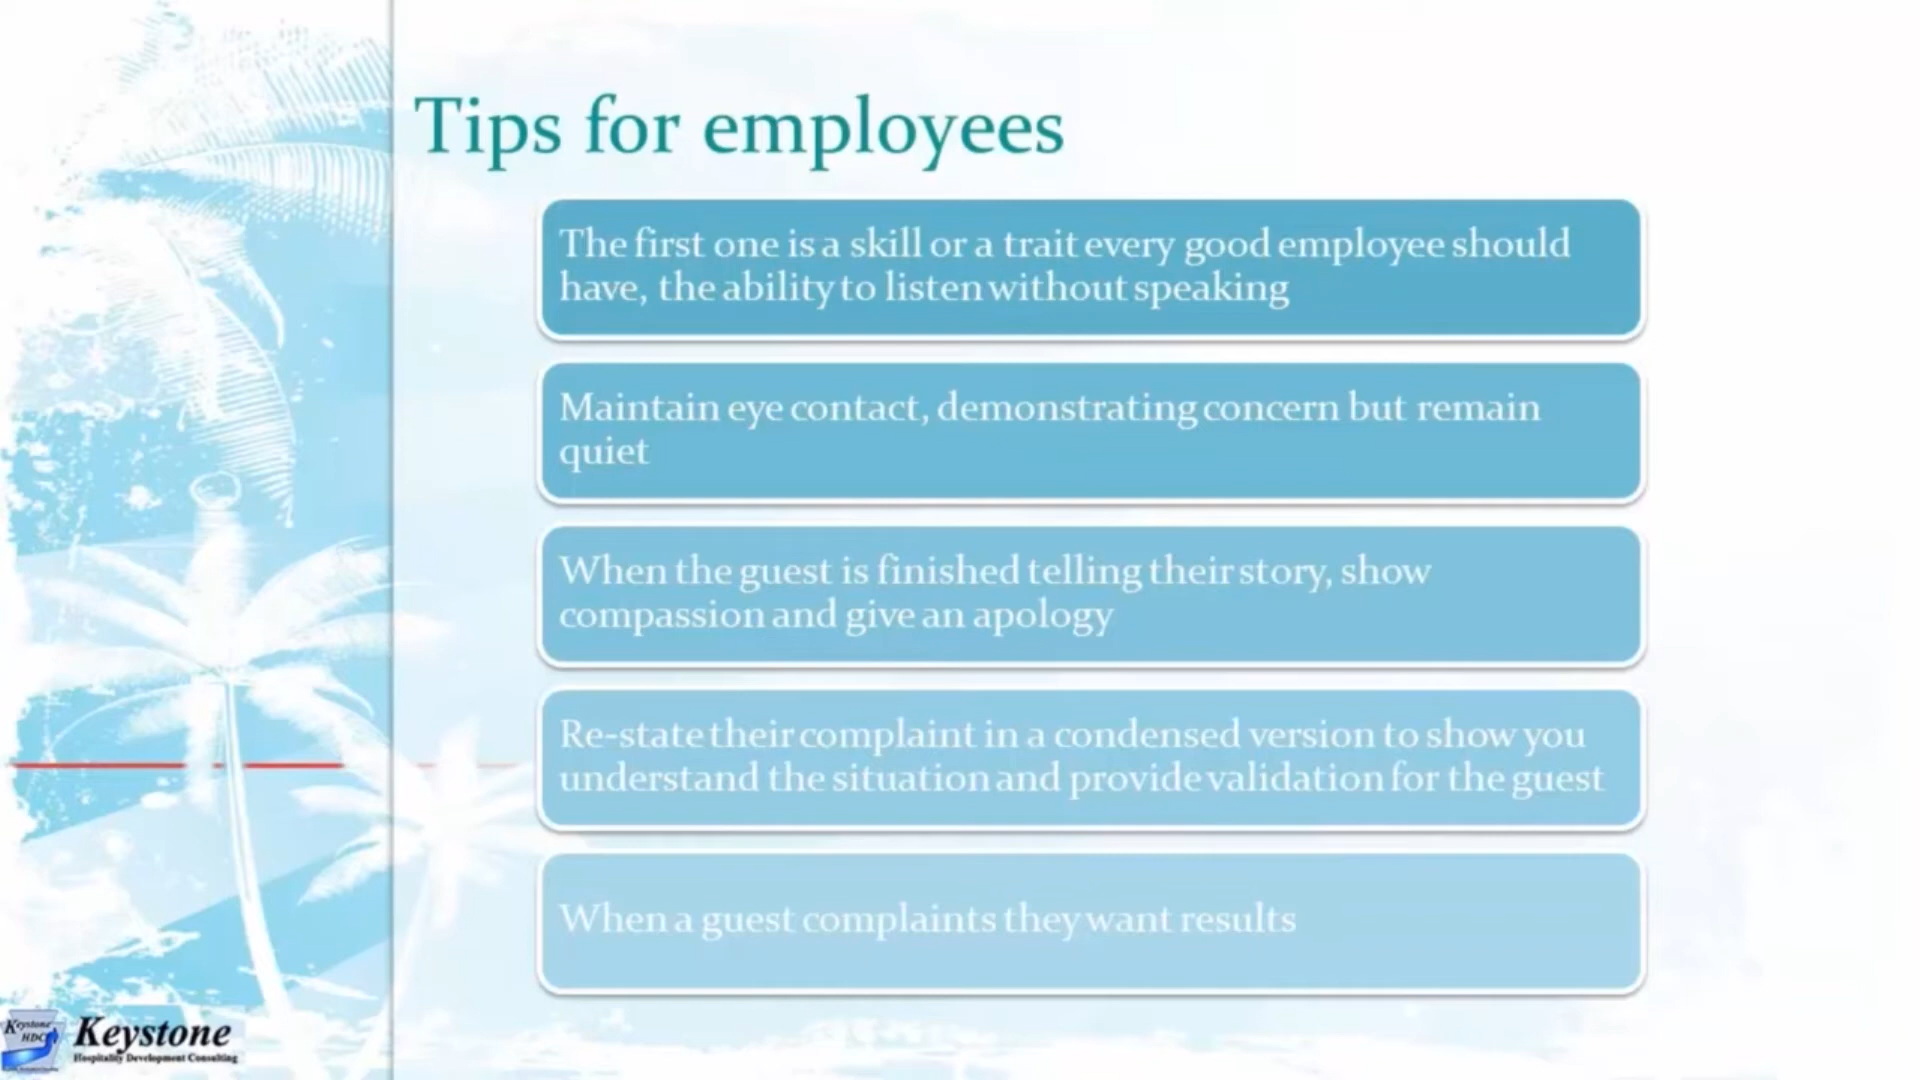 Tips for employees
The first one is a skill or a trait every good employee should
have, the ability to listen without speaking
Maintain eye contact, demonstrating concern but remain
quiet
When the guest is finished telling their story, show
compassion and give an apology
Re-state their complaint in a condensed version to show you
understand the situation and provide validation for the guest
When a guest complaints they want results
Keystone
HDC
Keystone
Hospitality Development Consulting